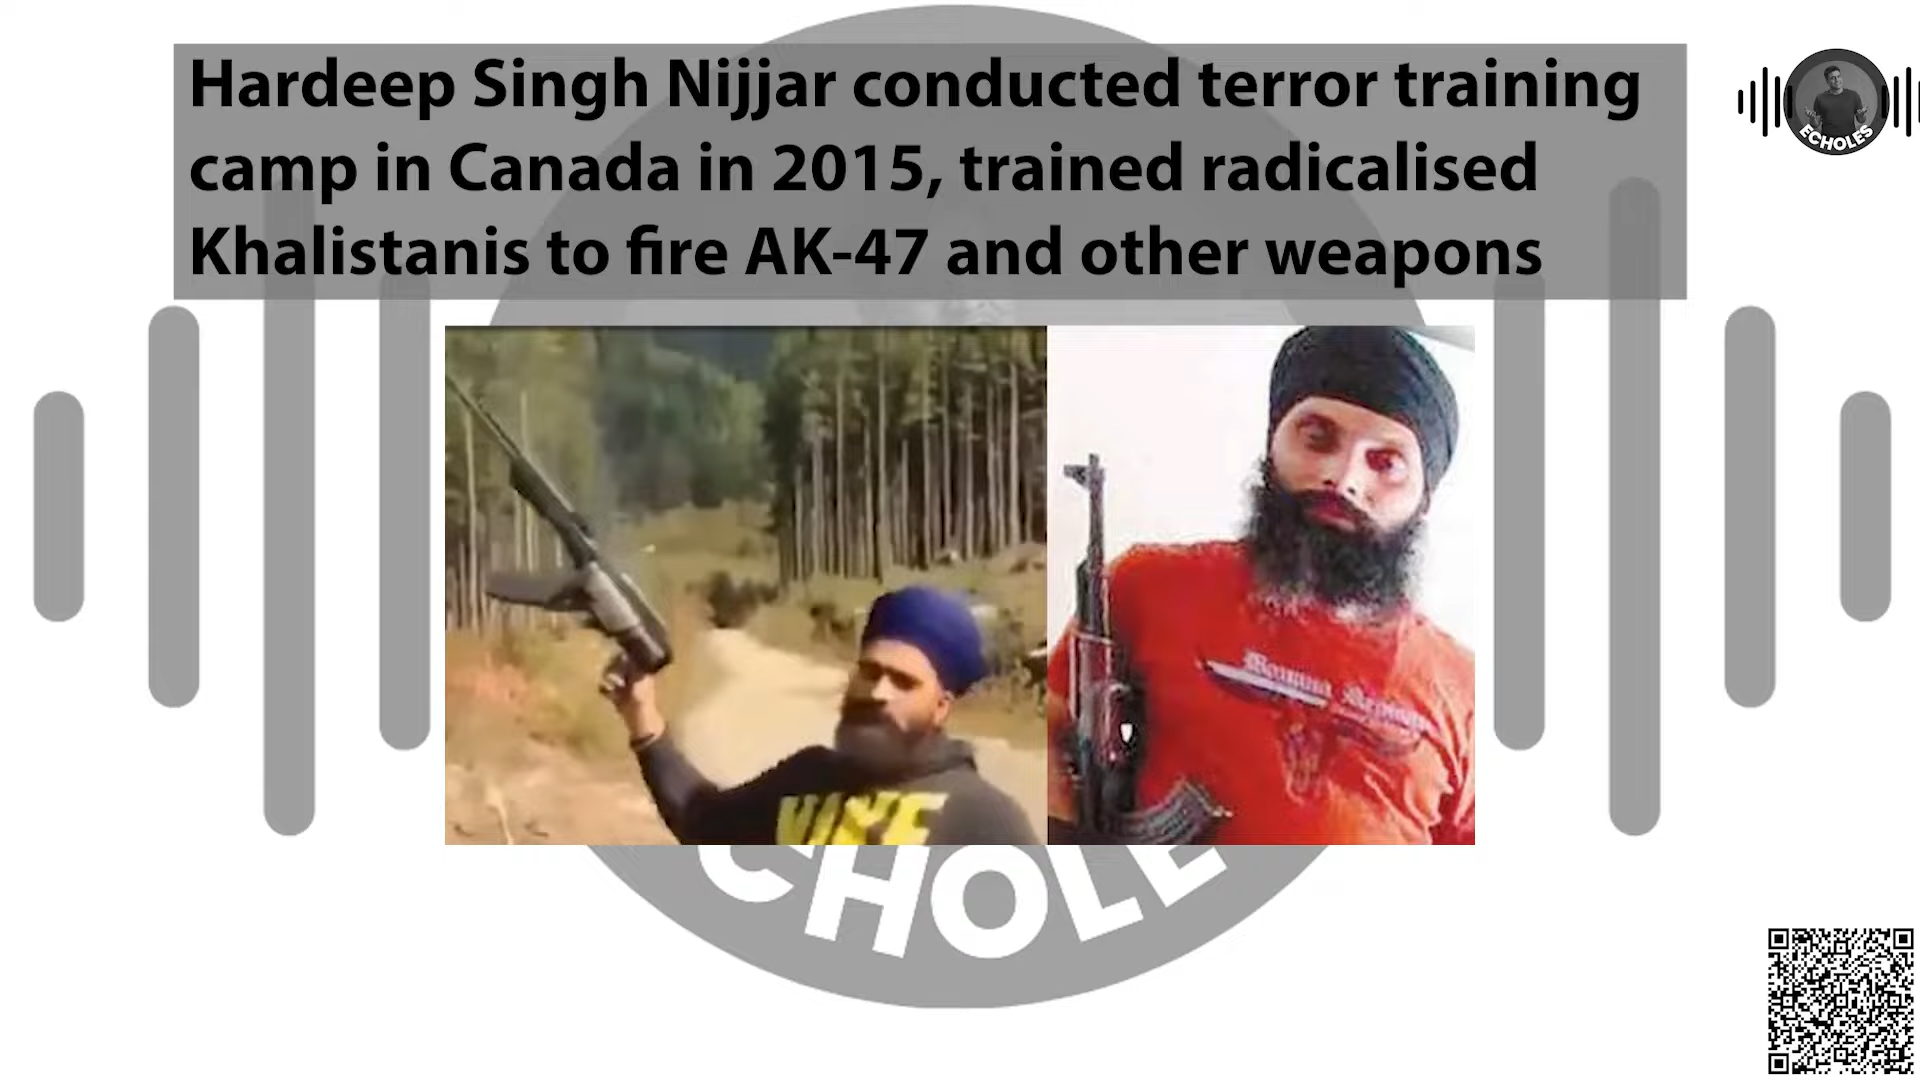 Hardeep Singh Nijjar conducted terror training
camp in Canada in 2015, trained radicalised
Khalistanis to fire AK-47 and other weapons
ECHOLES
CHOLE